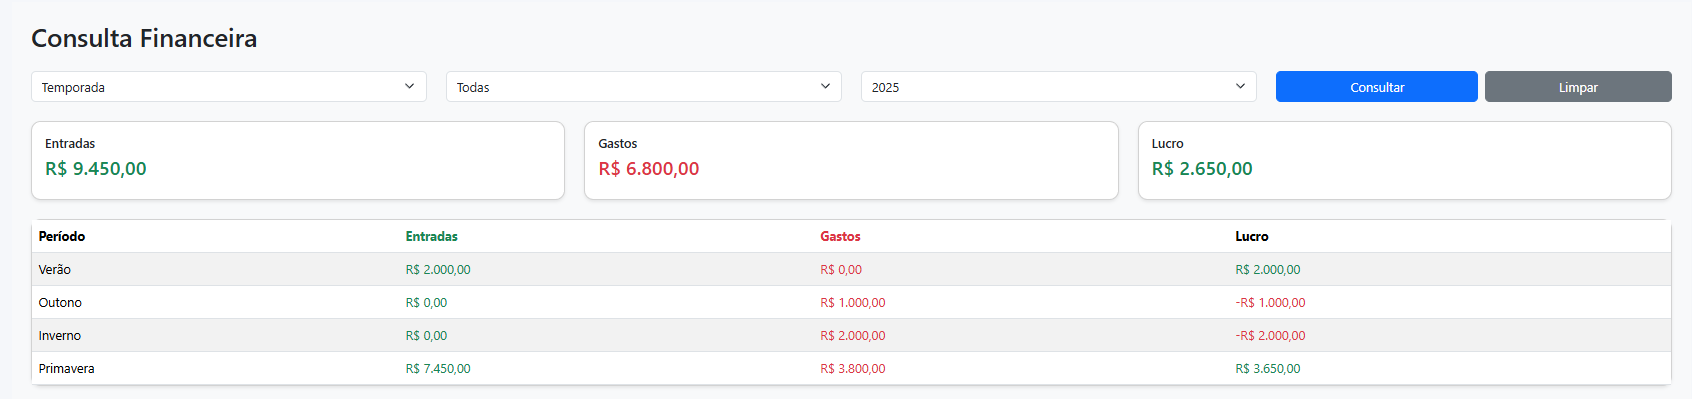 Consulta Financeira
Temporada Todas 2025 Consultar Limpar
Entradas Gastos Lucro
R$ 9.450,00 R$ 6.800,00 R$ 2.650,00
Período Entradas Gastos Lucro
Verão R$ 2.000,00 R$ 0,00 R$ 2.000,00
Outono R$ 0,00 R$ 1.000,00 -R$ 1.000,00
Inverno R$ 0,00 R$ 2.000,00 -R$ 2.000,00
Primavera R$ 7.450,00 R$ 3.800,00 R$ 3.650,00